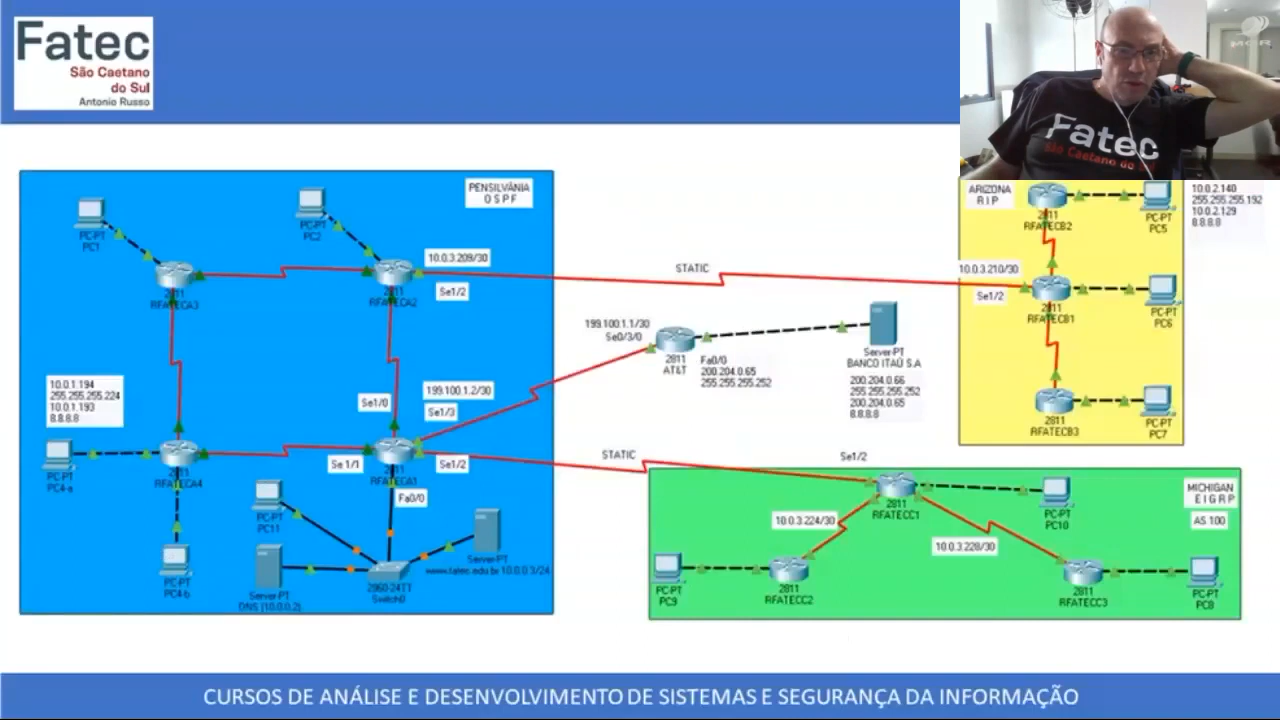 Fatec
São Caetano
do Sul
Antonio Russo
Fatec
São Caetano do Sul
PENSILVÂNIA
O S P F
PC-PT
PC1
PC-PT
PC2
2811
RFATECA3
2811
RFATECA2
10.0.3.209/30
Se1/2
STATIC
10.0.3.210/30
Se1/2
ARIZONA
R I P
2811
RFATECB2
PC-PT
PC5
10.0.2.140
255.255.255.192
10.0.2.129
8.8.8.8
2811
RFATECB1
PC-PT
PC6
2811
RFATECB3
PC-PT
PC7
199.100.1.1/30
Se0/3/0
2811
AT&T
Fa0/0
200.204.0.65
255.255.255.252
Server-PT
BANCO ITAÚ S.A
200.204.0.66
255.255.255.252
200.204.0.65
8.8.8.8
10.0.1.194
255.255.255.224
10.0.1.193
8.8.8.8
Se1/0
199.100.1.2/30
Se1/3
PC-PT
PC4-a
2811
RFATECA4
Se 1/1
2811
RFATECA1
Se1/2
Fa0/0
STATIC
Se1/2
PC-PT
PC11
PC-PT
PC4-b
Server-PT
DNS (10.0.0.2)
2960-24TT
Switch0
Server-PT
www.fatec.edu.br 10.0.0.3/24
MICHIGAN
E I G R P
AS 100
2811
RFATECC1
PC-PT
PC10
10.0.3.224/30
10.0.3.228/30
PC-PT
PC9
2811
RFATECC2
2811
RFATECC3
PC-PT
PC8
CURSOS DE ANÁLISE E DESENVOLVIMENTO DE SISTEMAS E SEGURANÇA DA INFORMAÇÃO